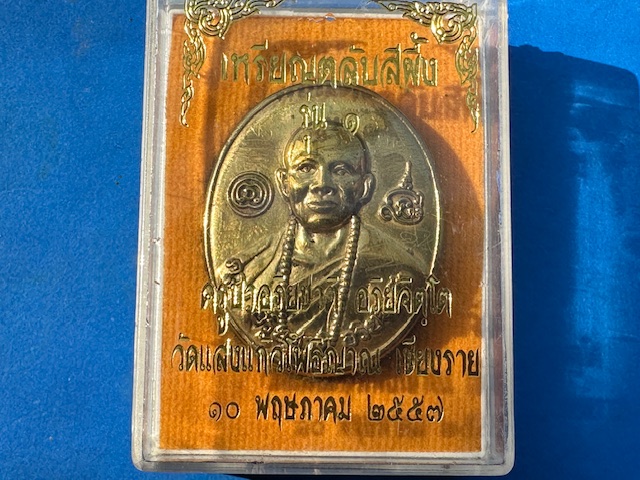 เหรียญตลับสีผึ้ง
รุ่น ๑
ครูบาอริยชาติ อริยจิตฺโต
วัดแสงแก้วโพธิญาณ เชียงราย
๑๐ พฤษภาคม ๒๕๕๗